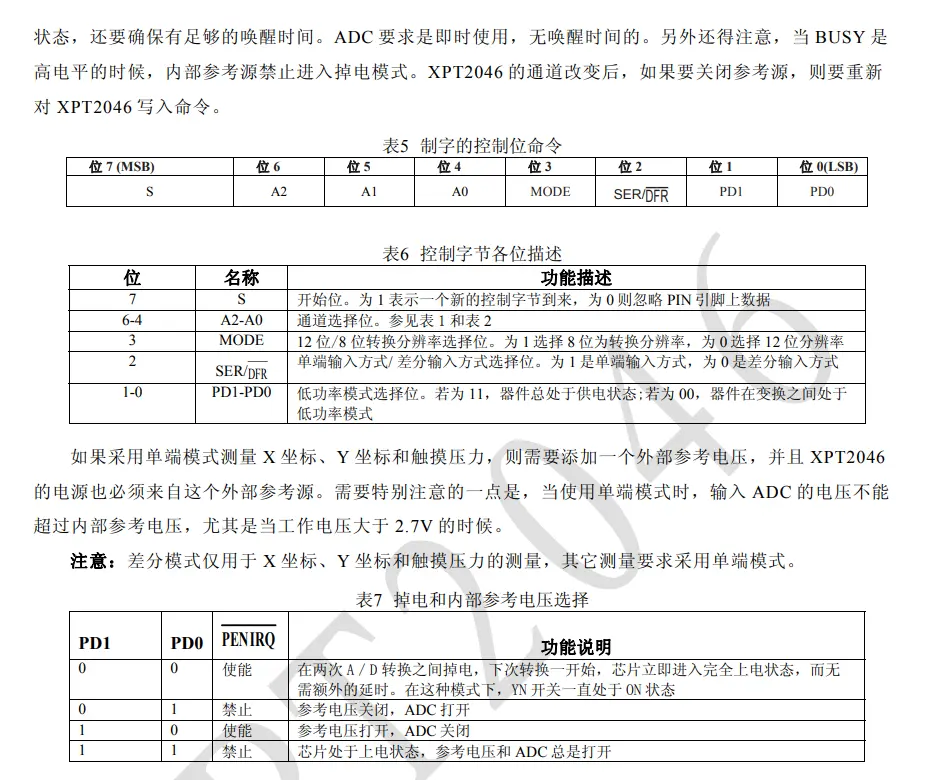 状态，还要确保有足够的唤醒时间。ADC 要求是即时使用，无唤醒时间的。另外还得注意，当 BUSY 是
高电平的时候，内部参考源禁止进入掉电模式。XPT2046 的通道改变后，如果要关闭参考源，则要重新
对 XPT2046 写入命令。
表5 制字的控制位命令
位 7 (MSB) 位 6 位 5 位 4 位 3 位 2 位 1 位 0(LSB)
S A2 A1 A0 MODE SER/DFR PD1 PD0
表6 控制字节各位描述
位 名称 功能描述
7 S 开始位。为 1 表示一个新的控制字节到来，为 0 则忽略 PIN 引脚上数据
6-4 A2-A0 通道选择位。参见表 1 和表 2
3 MODE 12 位/8 位转换分辨率选择位。为 1 选择 8 位为转换分辨率，为 0 选择 12 位分辨率
2 SER/DFR 单端输入方式/ 差分输入方式选择位。为 1 是单端输入方式，为 0 是差分输入方式
1-0 PD1-PD0 低功率模式选择位。若为 11，器件总处于供电状态;若为 00，器件在变换之间处于
低功率模式
如果采用单端模式测量 X 坐标、Y 坐标和触摸压力，则需要添加一个外部参考电压，并且 XPT2046
的电源也必须来自这个外部参考源。需要特别注意的一点是，当使用单端模式时，输入 ADC 的电压不能
超过内部参考电压，尤其是当工作电压大于 2.7V 的时候。
注意：差分模式仅用于 X 坐标、Y 坐标和触摸压力的测量，其它测量要求采用单端模式。
表7 掉电和内部参考电压选择
PD1 PD0 PENIRQ 功能说明
0 0 使能 在两次 A／D 转换之间掉电，下次转换一开始，芯片立即进入完全上电状态，而无
需额外的延时。在这种模式下，YN 开关一直处于 ON 状态
0 1 禁止 参考电压关闭，ADC 打开
1 0 使能 参考电压打开，ADC 关闭
1 1 禁止 芯片处于上电状态，参考电压和 ADC 总是打开
XPT2046